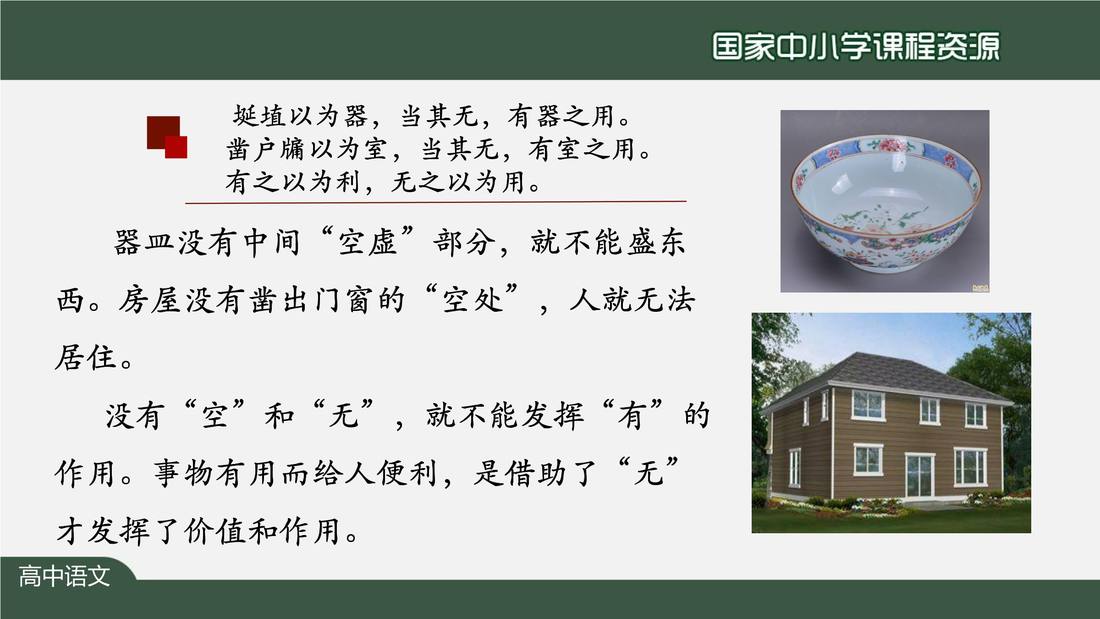 国家中小学课程资源
埏埴以为器，当其无，有器之用。
凿户牖以为室，当其无，有室之用。
有之以为利，无之以为用。
器皿没有中间“空虚”部分，就不能盛东
西。房屋没有凿出门窗的“空处”，人就无法
居住。
没有“空”和“无”，就不能发挥“有”的
作用。事物有用而给人便利，是借助了“无”
才发挥了价值和作用。
高中语文